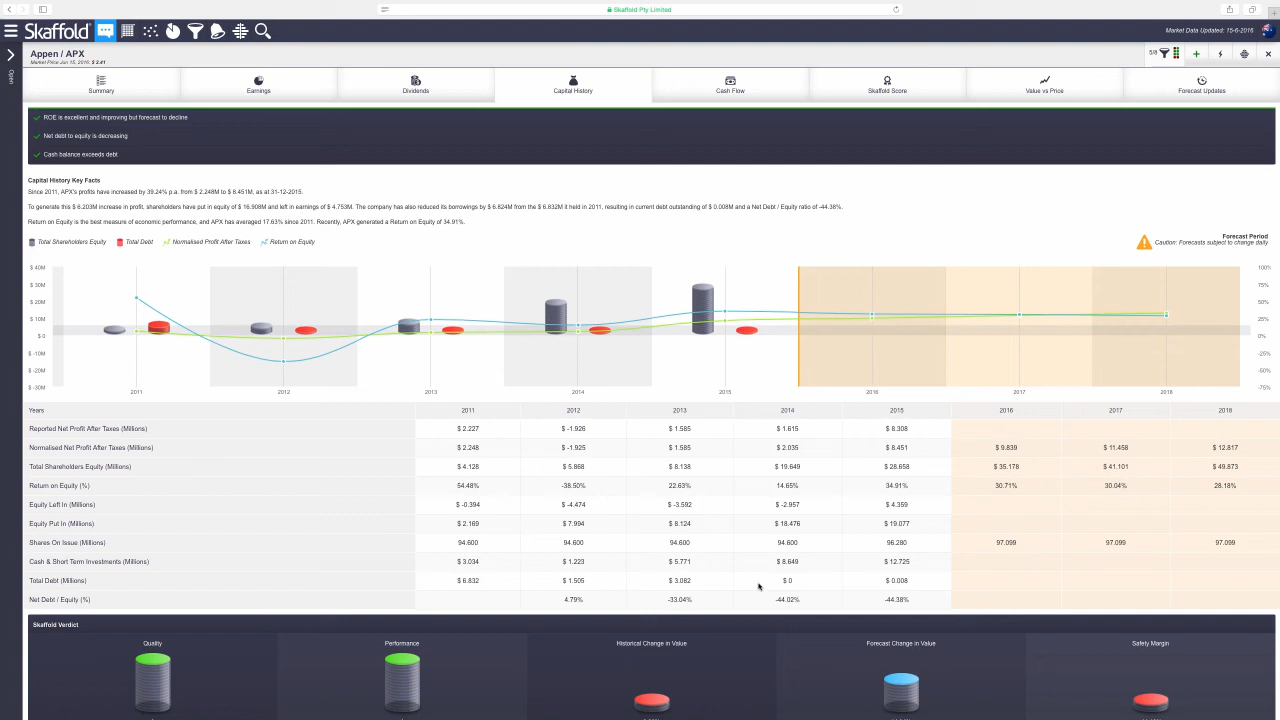 Skaffold Pty Limited
Skaffold
Market Data Updated: 15-6-2016
Appen / APX
Market Price Jun 15, 2016: $ 2.41
5/8
Open
Summary
Earnings
Dividends
Capital History
Cash Flow
Skaffold Score
Value vs Price
Forecast Updates
ROE is excellent and improving but forecast to decline
Net debt to equity is decreasing
Cash balance exceeds debt
Capital History Key Facts
Since 2011, APX's profits have increased by 39.24% p.a. from $ 2.248M to $ 8.451M, as at 31-12-2015.
To generate this $ 6.203M increase in profit, shareholders have put in equity of $ 16.908M and left in earnings of $ 4.753M. The company has also reduced its borrowings by $ 6.824M from the $ 6.832M it held in 2011, resulting in current debt outstanding of $ 0.008M and a Net Debt / Equity ratio of -44.38%.
Return on Equity is the best measure of economic performance, and APX has averaged 17.63% since 2011. Recently, APX generated a Return on Equity of 34.91%.
Total Shareholders Equity Total Debt Normalised Profit After Taxes Return on Equity
Forecast Period
Caution: Forecasts subject to change daily
$ 40M 100%
$ 30M 75%
$ 20M 50%
$ 10M 25%
$ 0 0%
$ -10M -25%
$ -20M -50%
$ -30M -75%
2011 2012 2013 2014 2015 2016 2017 2018
Years 2011 2012 2013 2014 2015 2016 2017 2018
Reported Net Profit After Taxes (Millions) $ 2.227 $ -1.926 $ 1.585 $ 1.615 $ 8.308
Normalised Net Profit After Taxes (Millions) $ 2.248 $ -1.925 $ 1.585 $ 2.035 $ 8.451 $ 9.839 $ 11.458 $ 12.817
Total Shareholders Equity (Millions) $ 4.128 $ 5.868 $ 8.138 $ 19.649 $ 28.658 $ 35.178 $ 41.101 $ 49.873
Return on Equity (%) 54.48% -38.50% 22.63% 14.65% 34.91% 30.71% 30.04% 28.18%
Equity Left In (Millions) $ -0.394 $ -4.474 $ -3.592 $ -2.957 $ 4.359
Equity Put In (Millions) $ 2.169 $ 7.994 $ 8.124 $ 18.476 $ 19.077
Shares On Issue (Millions) 94.600 94.600 94.600 94.600 96.280 97.099 97.099 97.099
Cash & Short Term Investments (Millions) $ 3.034 $ 1.223 $ 5.771 $ 8.649 $ 12.725
Total Debt (Millions) $ 6.832 $ 1.505 $ 3.082 $ 0 $ 0.008
Net Debt / Equity (%) 4.79% -33.04% -44.02% -44.38%
Skaffold Verdict
Quality Performance Historical Change in Value Forecast Change in Value Safety Margin